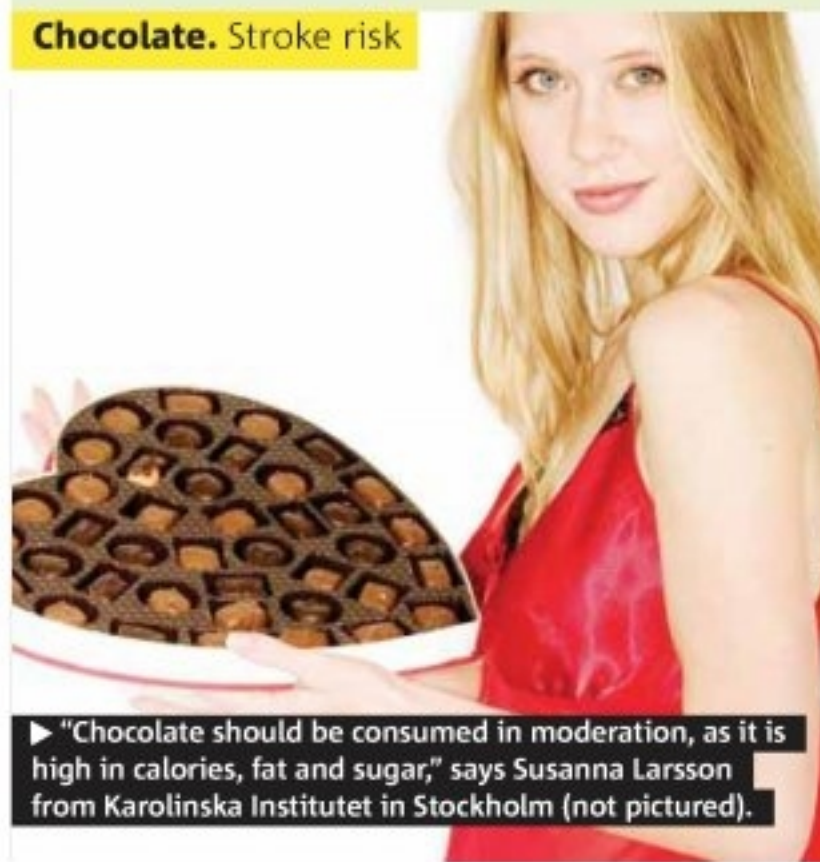 Chocolate. Stroke risk
▶ “Chocolate should be consumed in moderation, as it is
high in calories, fat and sugar,” says Susanna Larsson
from Karolinska Institutet in Stockholm (not pictured).